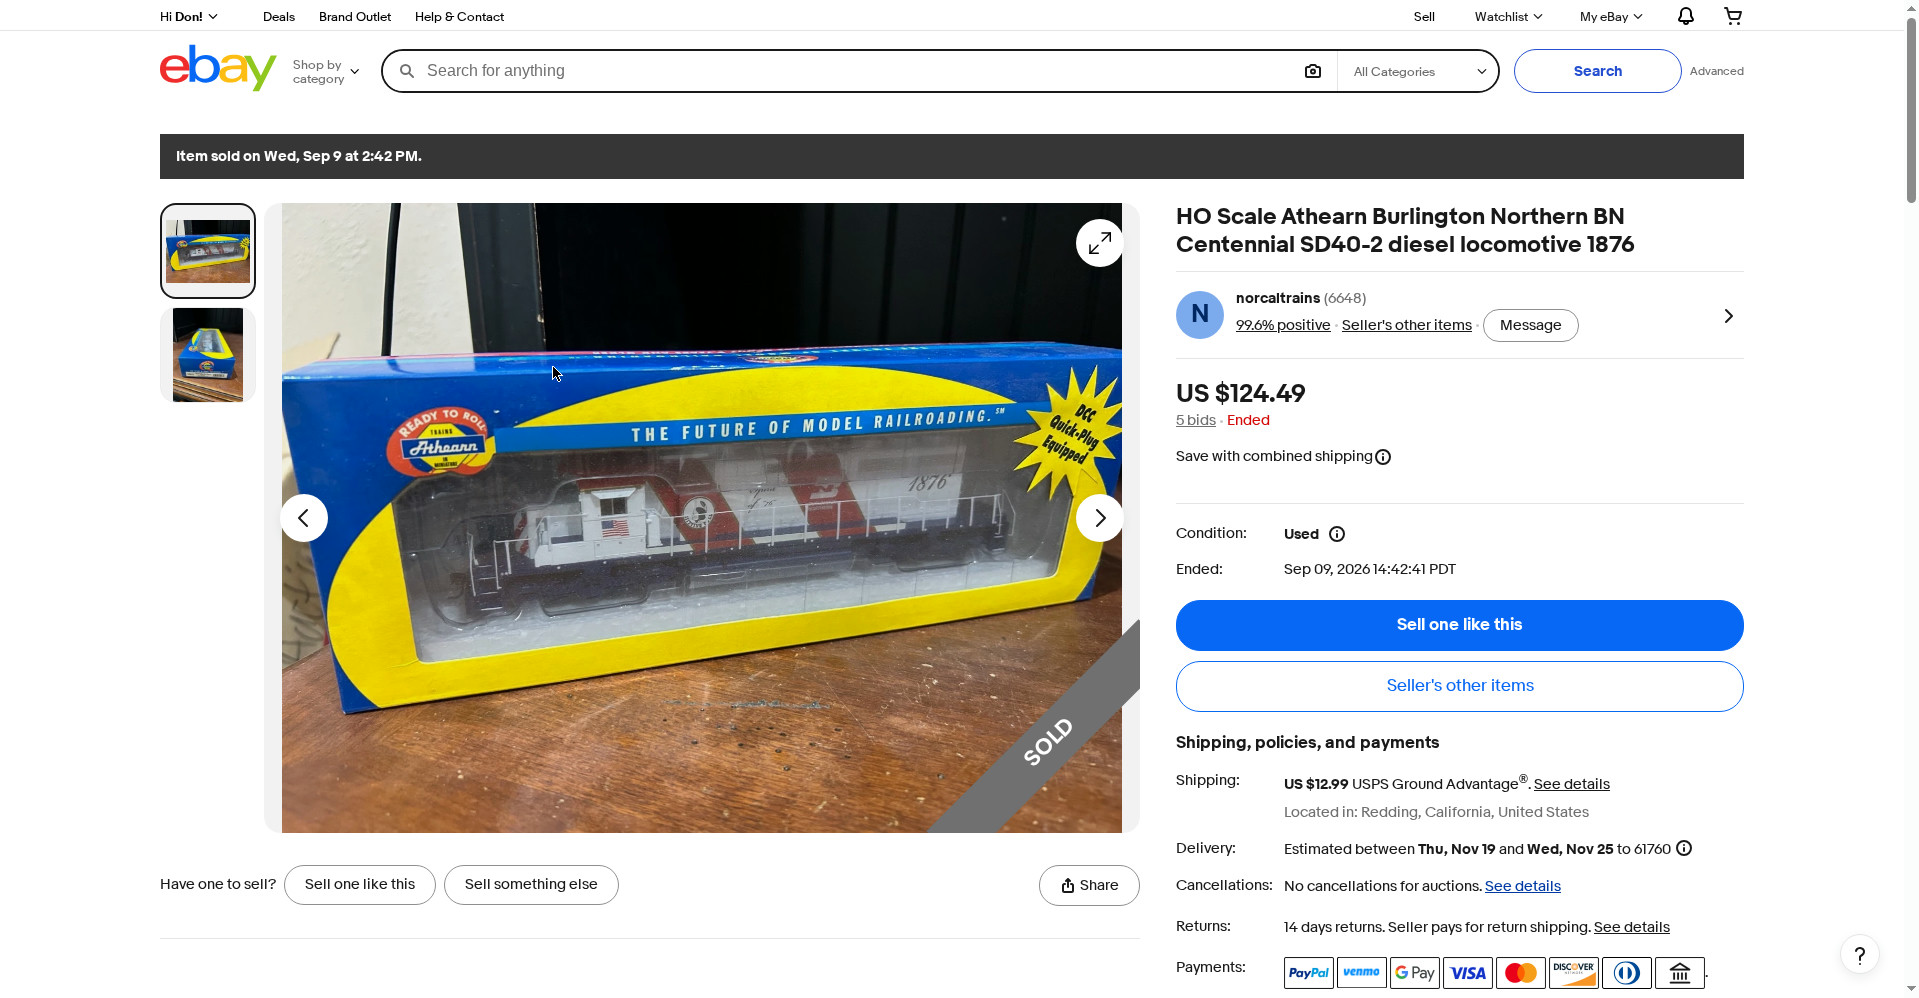 Hi Don!
Deals
Brand Outlet
Help & Contact
Sell
Watchlist
My eBay
ebay
Shop by category
Search for anything
All Categories
Search
Advanced
Item sold on Wed, Sep 9 at 2:42 PM.
READY TO ROLL
TRAINS
Athearn
IN MINIATURE
THE FUTURE OF MODEL RAILROADING.℠
DCC
Quick-Plug
Equipped
1876
SOLD
HO Scale Athearn Burlington Northern BN
Centennial SD40-2 diesel locomotive 1876
N
norcaltrains (6648)
99.6% positive · Seller's other items · Message
US $124.49
5 bids · Ended
Save with combined shipping
Condition: Used
Ended: Sep 09, 2026 14:42:41 PDT
Sell one like this
Seller's other items
Shipping, policies, and payments
Shipping: US $12.99 USPS Ground Advantage®. See details
Located in: Redding, California, United States
Delivery: Estimated between Thu, Nov 19 and Wed, Nov 25 to 61760
Cancellations: No cancellations for auctions. See details
Returns: 14 days returns. Seller pays for return shipping. See details
Payments: PayPal venmo G Pay VISA DISCOVER
Have one to sell? Sell one like this Sell something else Share
?